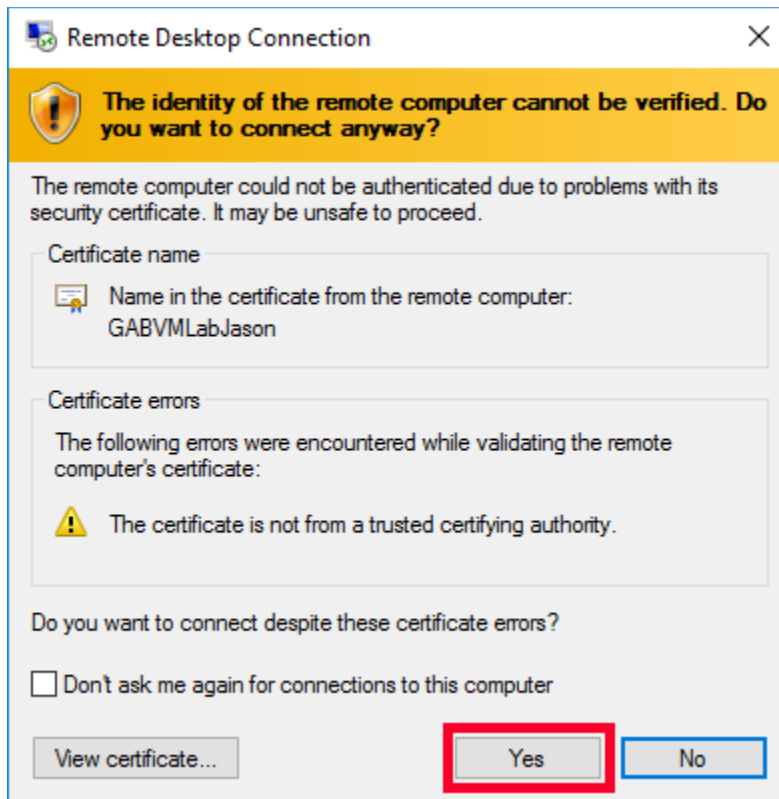 Remote Desktop Connection
The identity of the remote computer cannot be verified. Do
you want to connect anyway?
The remote computer could not be authenticated due to problems with its
security certificate. It may be unsafe to proceed.
Certificate name
Name in the certificate from the remote computer:
GABVMLabJason
Certificate errors
The following errors were encountered while validating the remote
computer's certificate:
The certificate is not from a trusted certifying authority.
Do you want to connect despite these certificate errors?
Don't ask me again for connections to this computer
View certificate... Yes No